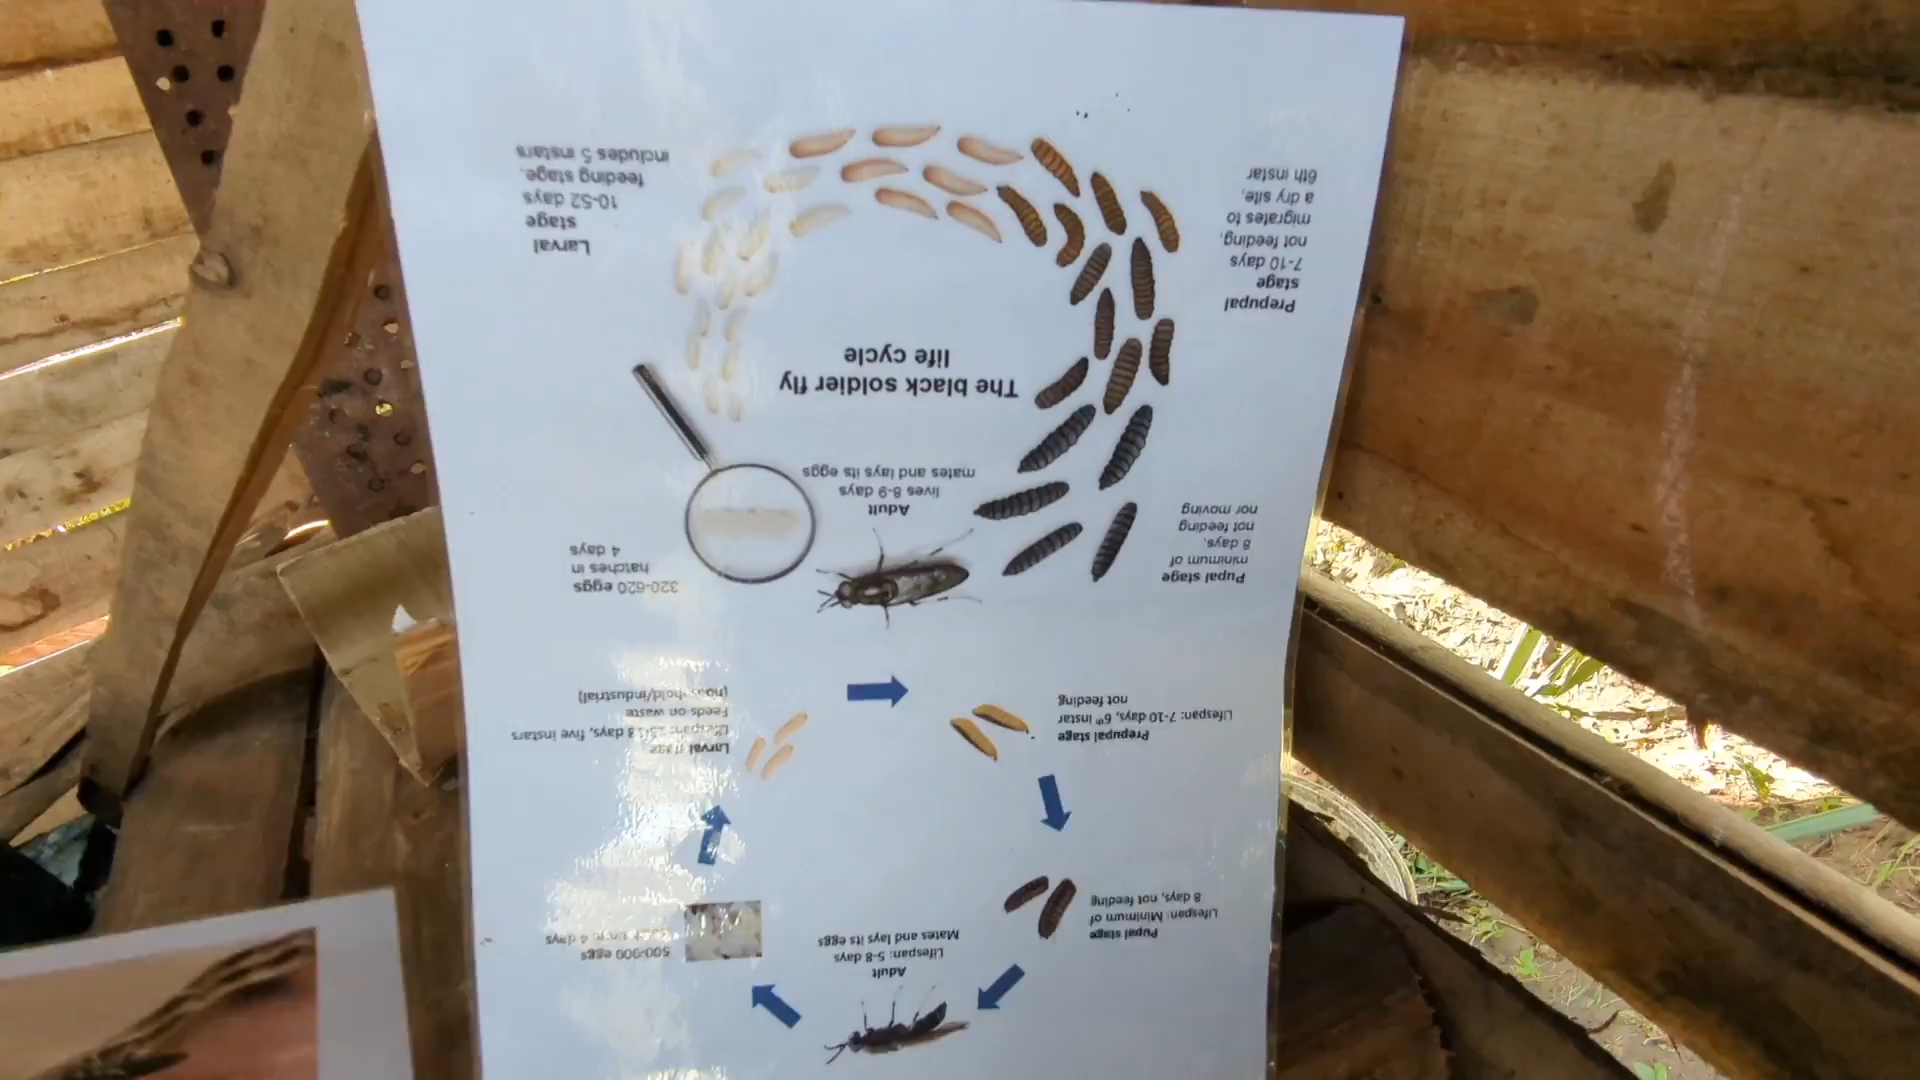 Adult
Lifespan: 5-8 days
Mates and lays its eggs
Pupal stage
Lifespan: Minimum of
8 days, not feeding
500-900 eggs
4 days
Prepupal stage
Lifespan: 7-10 days, 6th instar
not feeding
Larval stage
days, five instars
Feeds on waste
(household/industrial)
Pupal stage
minimum of
8 days,
not feeding
nor moving
320-620 eggs
hatches in
4 days
Adult
lives 8-9 days
mates and lays its eggs
The black soldier fly
life cycle
Prepupal
stage
7-10 days
not feeding,
migrates to
a dry site,
6th instar
Larval
stage
10-52 days
feeding stage,
includes 5 instars